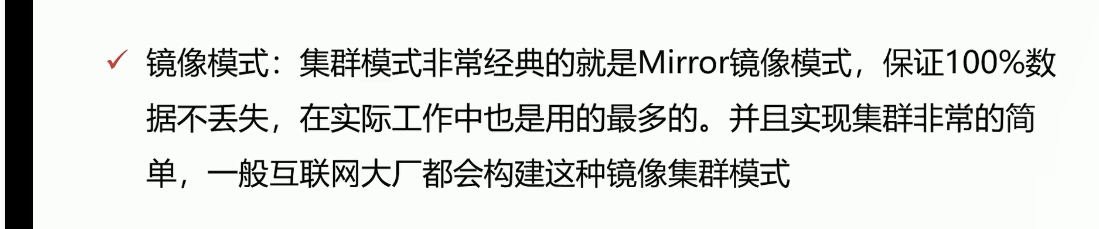 镜像模式：集群模式非常经典的就是Mirror镜像模式，保证100%数
据不丢失，在实际工作中也是用的最多的。并且实现集群非常的简
单，一般互联网大厂都会构建这种镜像集群模式